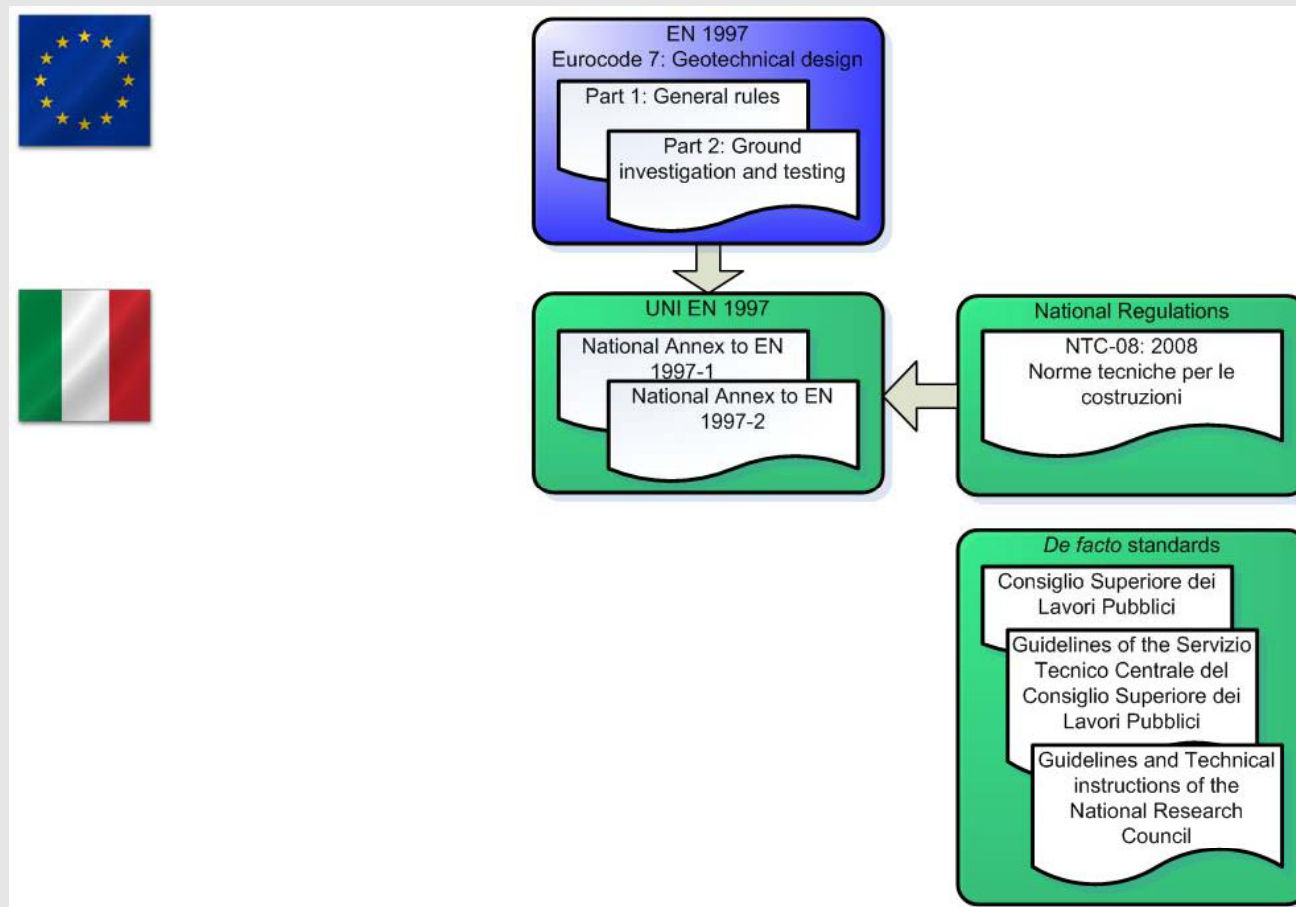 EN 1997
Eurocode 7: Geotechnical design
Part 1: General rules
Part 2: Ground
investigation and testing
UNI EN 1997
National Annex to EN
1997-1
National Annex to EN
1997-2
National Regulations
NTC-08: 2008
Norme tecniche per le
costruzioni
De facto standards
Consiglio Superiore dei
Lavori Pubblici
Guidelines of the Servizio
Tecnico Centrale del
Consiglio Superiore dei
Lavori Pubblici
Guidelines and Technical
instructions of the
National Research
Council